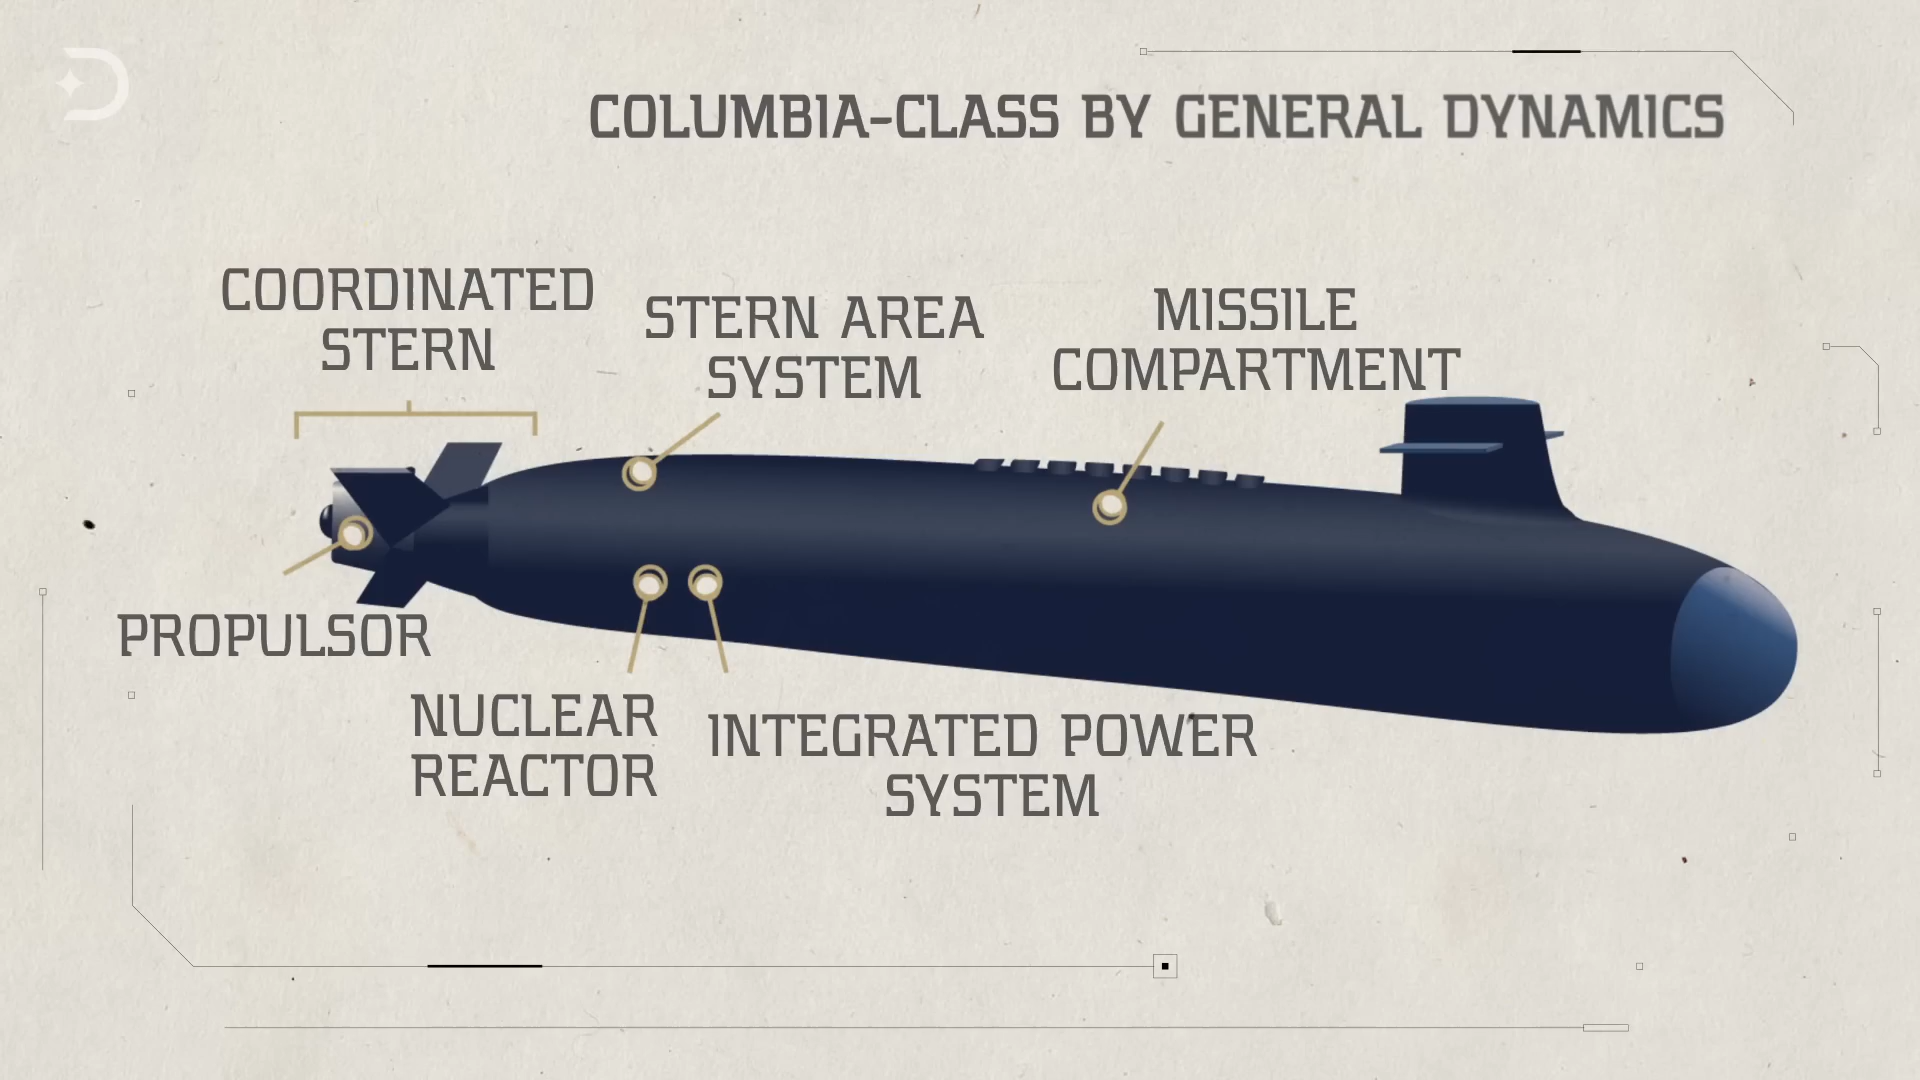 COLUMBIA-CLASS BY GENERAL DYNAMICS
COORDINATED
STERN
STERN AREA
SYSTEM
MISSILE
COMPARTMENT
PROPULSOR
NUCLEAR
REACTOR
INTEGRATED POWER
SYSTEM